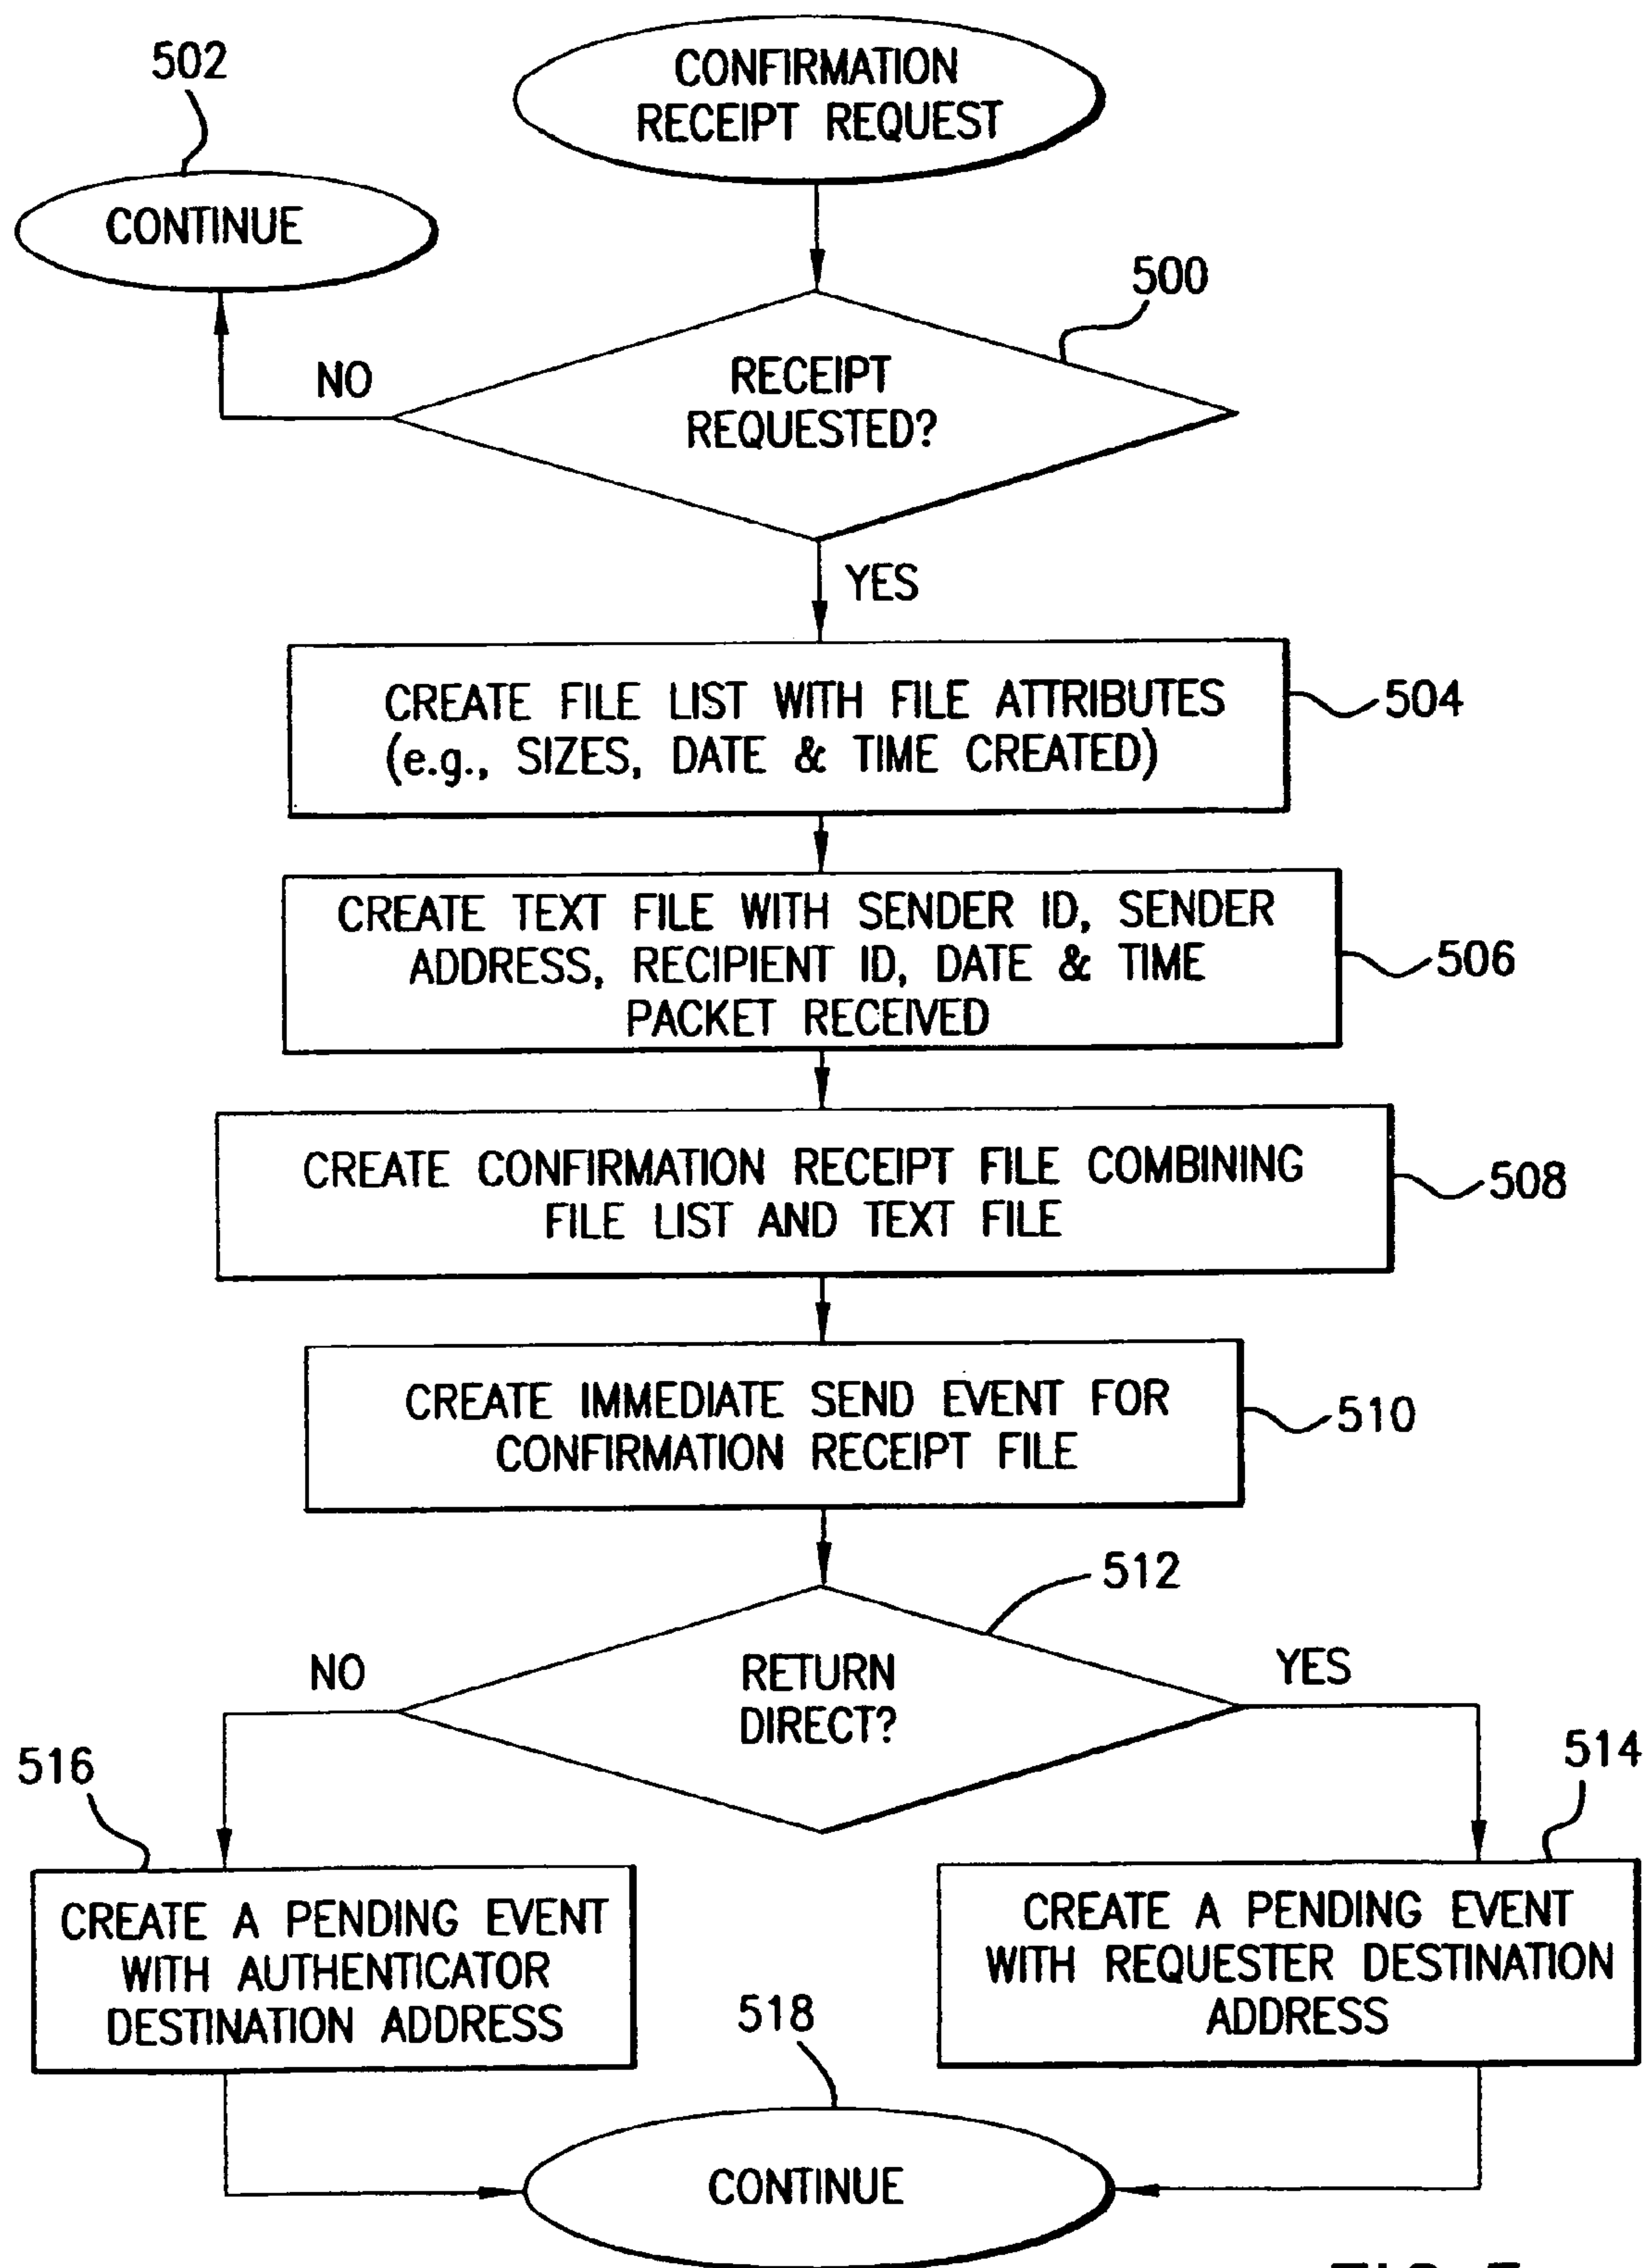 CONFIRMATION
RECEIPT REQUEST
502
CONTINUE
500
RECEIPT
REQUESTED?
NO
YES
CREATE FILE LIST WITH FILE ATTRIBUTES
(e.g., SIZES, DATE & TIME CREATED)
504
CREATE TEXT FILE WITH SENDER ID, SENDER
ADDRESS, RECIPIENT ID, DATE & TIME
PACKET RECEIVED
506
CREATE CONFIRMATION RECEIPT FILE COMBINING
FILE LIST AND TEXT FILE
508
CREATE IMMEDIATE SEND EVENT FOR
CONFIRMATION RECEIPT FILE
510
512
RETURN
DIRECT?
NO
YES
516
514
CREATE A PENDING EVENT
WITH AUTHENTICATOR
DESTINATION ADDRESS
CREATE A PENDING EVENT
WITH REQUESTER DESTINATION
ADDRESS
518
CONTINUE